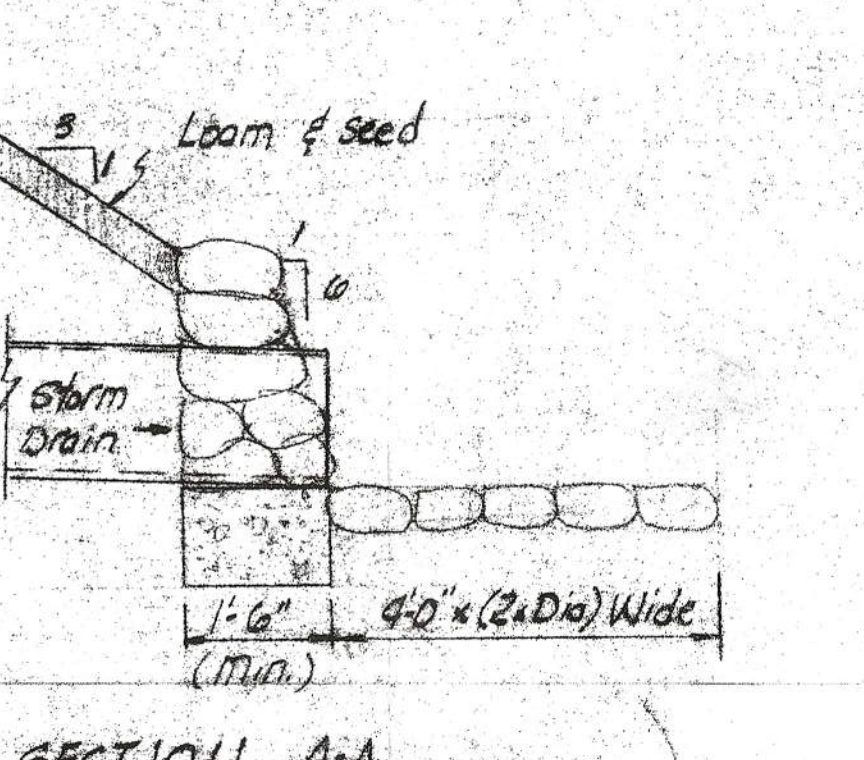 3
1
Loam & seed
1
6
Storm
Drain
1'-6"
(Min.)
4'-0" x (2xDia) Wide
SECTION A-A